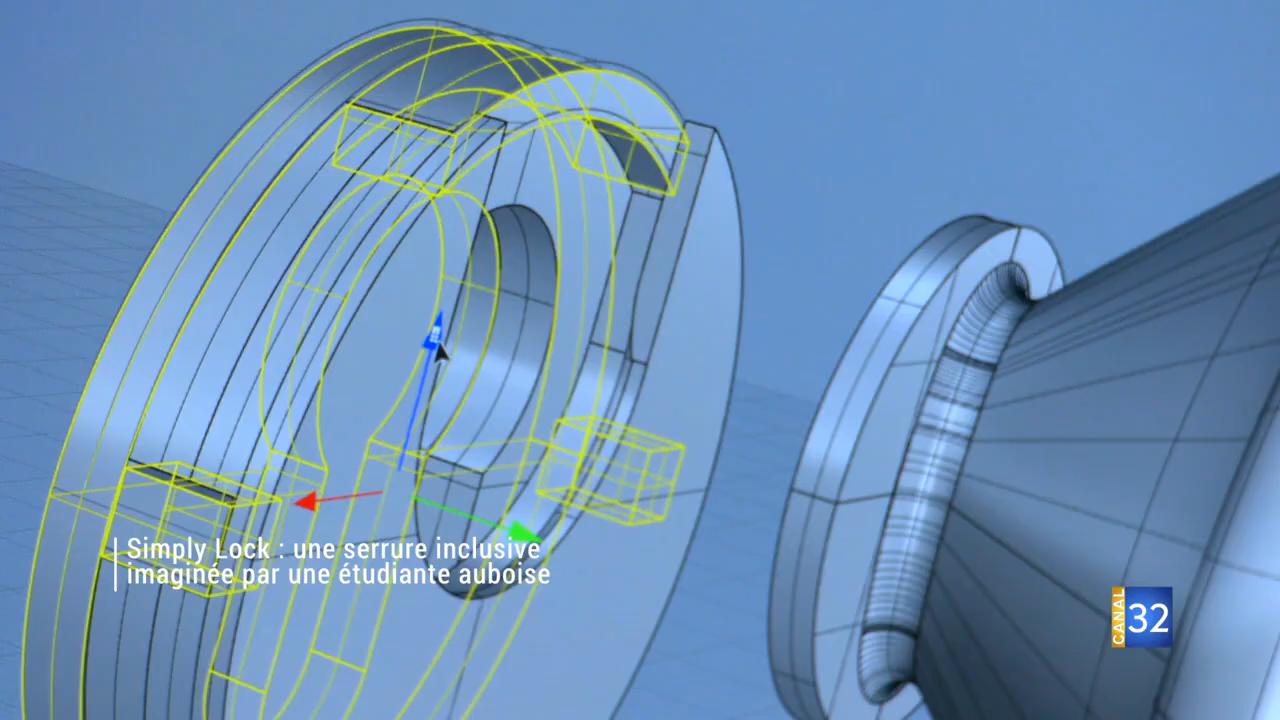 Simply Lock : une serrure inclusive
imaginée par une étudiante auboise
CANAL 32